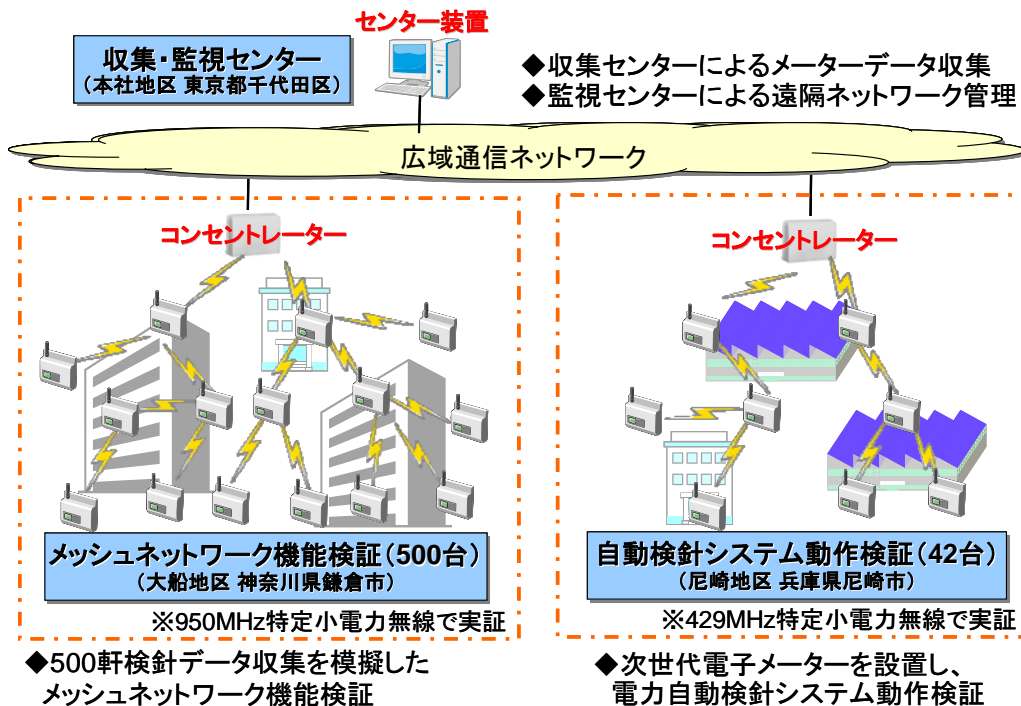 センター装置
収集・監視センター
（本社地区 東京都千代田区）
◆収集センターによるメーターデータ収集
◆監視センターによる遠隔ネットワーク管理
広域通信ネットワーク
コンセントレーター
コンセントレーター
メッシュネットワーク機能検証（500台）
（大船地区 神奈川県鎌倉市）
※950MHz特定小電力無線で実証
◆500軒検針データ収集を模擬した
メッシュネットワーク機能検証
自動検針システム動作検証（42台）
（尼崎地区 兵庫県尼崎市）
※429MHz特定小電力無線で実証
◆次世代電子メーターを設置し、
電力自動検針システム動作検証